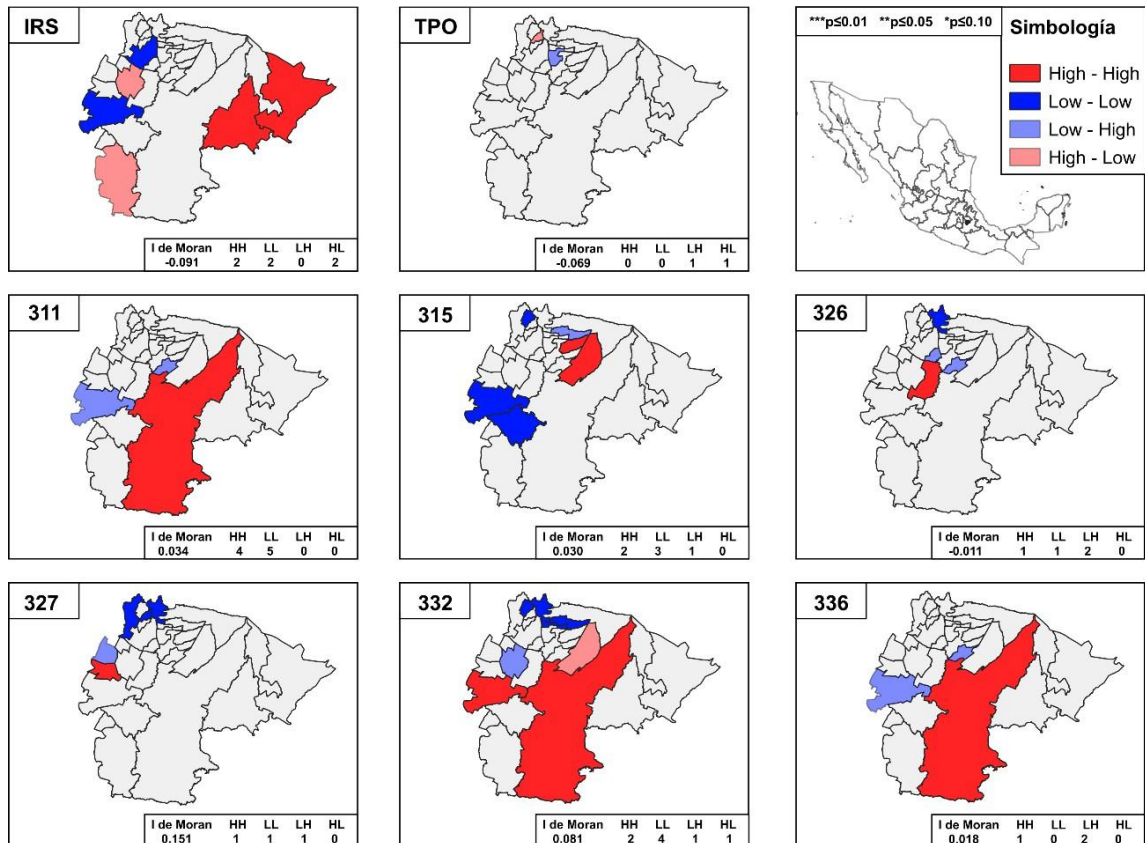 IRS
I de Moran HH LL LH HL
-0.091 2 2 0 2
TPO
I de Moran HH LL LH HL
-0.069 0 0 1 1
***p≤0.01 **p≤0.05 *p≤0.10
Simbología
High - High
Low - Low
Low - High
High - Low
311
I de Moran HH LL LH HL
0.034 4 5 0 0
315
I de Moran HH LL LH HL
0.030 2 3 1 0
326
I de Moran HH LL LH HL
-0.011 1 1 2 0
327
I de Moran HH LL LH HL
0.151 1 1 1 0
332
I de Moran HH LL LH HL
0.081 2 4 1 1
336
I de Moran HH LL LH HL
0.018 1 0 2 0